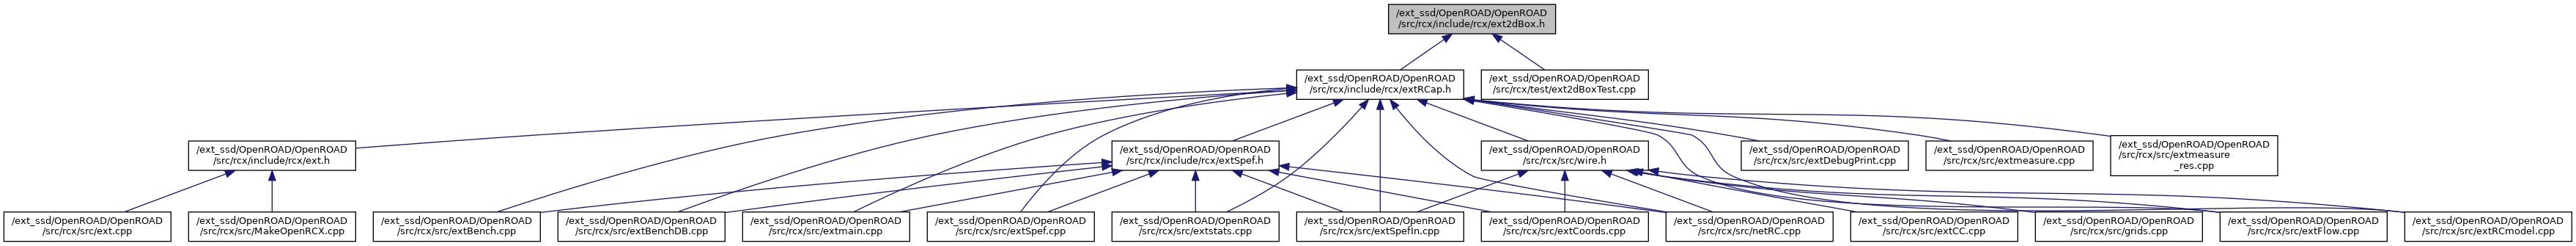 /ext_ssd/OpenROAD/OpenROAD
/src/rcx/include/rcx/ext2dBox.h
/ext_ssd/OpenROAD/OpenROAD
/src/rcx/include/rcx/extRCap.h
/ext_ssd/OpenROAD/OpenROAD
/src/rcx/test/ext2dBoxTest.cpp
/ext_ssd/OpenROAD/OpenROAD
/src/rcx/include/rcx/ext.h
/ext_ssd/OpenROAD/OpenROAD
/src/rcx/include/rcx/extSpef.h
/ext_ssd/OpenROAD/OpenROAD
/src/rcx/src/wire.h
/ext_ssd/OpenROAD/OpenROAD
/src/rcx/src/extDebugPrint.cpp
/ext_ssd/OpenROAD/OpenROAD
/src/rcx/src/extmeasure.cpp
/ext_ssd/OpenROAD/OpenROAD
/src/rcx/src/extmeasure
_res.cpp
/ext_ssd/OpenROAD/OpenROAD
/src/rcx/src/ext.cpp
/ext_ssd/OpenROAD/OpenROAD
/src/rcx/src/MakeOpenRCX.cpp
/ext_ssd/OpenROAD/OpenROAD
/src/rcx/src/extBench.cpp
/ext_ssd/OpenROAD/OpenROAD
/src/rcx/src/extBenchDB.cpp
/ext_ssd/OpenROAD/OpenROAD
/src/rcx/src/extmain.cpp
/ext_ssd/OpenROAD/OpenROAD
/src/rcx/src/extSpef.cpp
/ext_ssd/OpenROAD/OpenROAD
/src/rcx/src/extstats.cpp
/ext_ssd/OpenROAD/OpenROAD
/src/rcx/src/extSpefIn.cpp
/ext_ssd/OpenROAD/OpenROAD
/src/rcx/src/extCoords.cpp
/ext_ssd/OpenROAD/OpenROAD
/src/rcx/src/netRC.cpp
/ext_ssd/OpenROAD/OpenROAD
/src/rcx/src/extCC.cpp
/ext_ssd/OpenROAD/OpenROAD
/src/rcx/src/grids.cpp
/ext_ssd/OpenROAD/OpenROAD
/src/rcx/src/extFlow.cpp
/ext_ssd/OpenROAD/OpenROAD
/src/rcx/src/extRCmodel.cpp